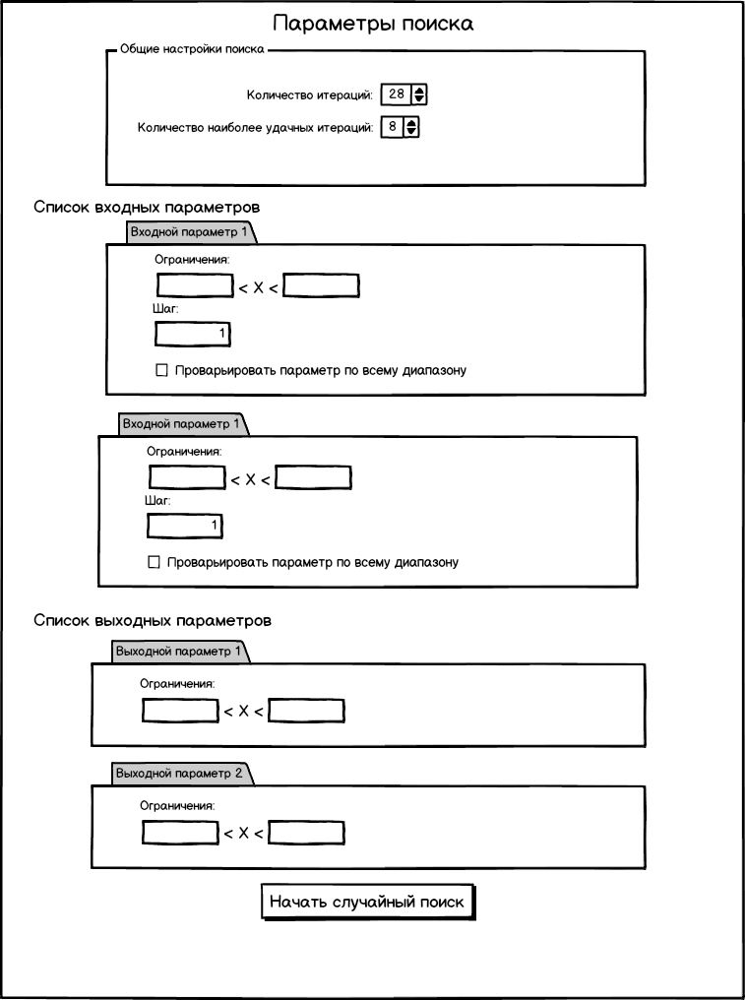 Параметры поиска
Общие настройки поиска
Количество итераций: 28
Количество наиболее удачных итераций: 8
Список входных параметров
Входной параметр 1
Ограничения:
< X <
Шаг:
1
Проварьировать параметр по всему диапазону
Входной параметр 1
Ограничения:
< X <
Шаг:
1
Проварьировать параметр по всему диапазону
Список выходных параметров
Выходной параметр 1
Ограничения:
< X <
Выходной параметр 2
Ограничения:
< X <
Начать случайный поиск